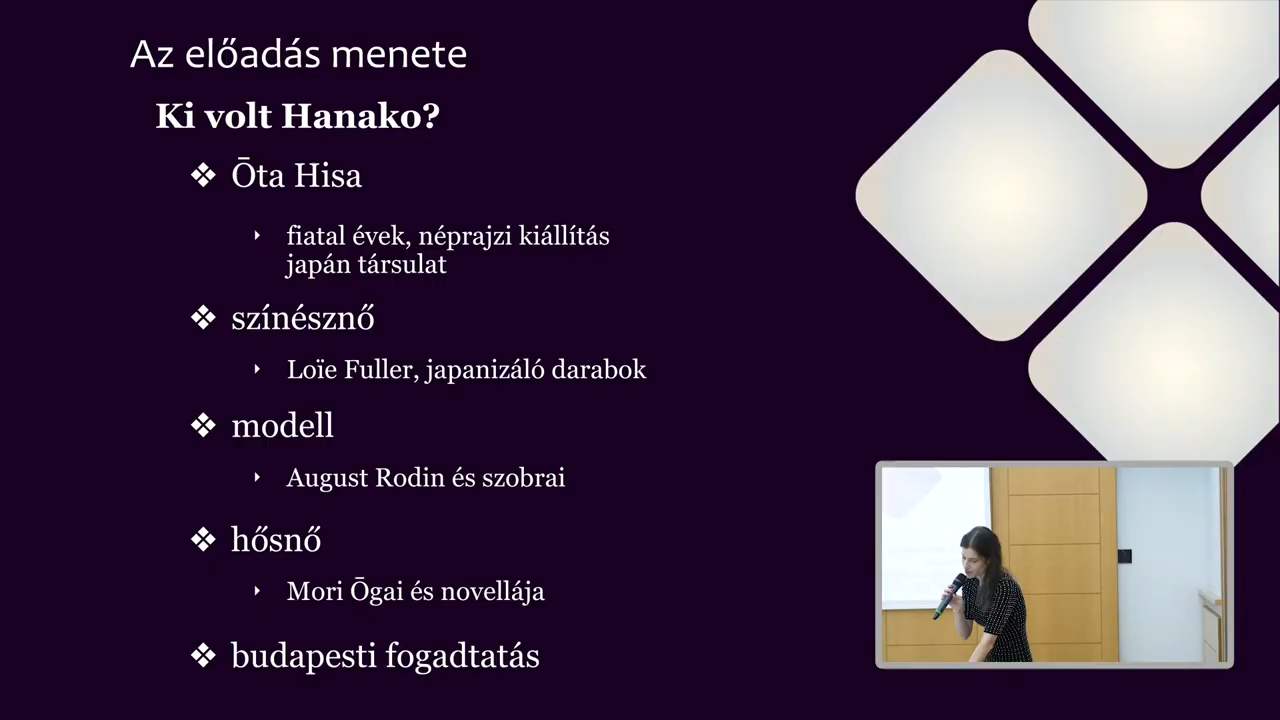 Az előadás menete
Ki volt Hanako?
❖ Ōta Hisa
‣ fiatal évek, néprajzi kiállítás
japán társulat
❖ színésznő
‣ Loïe Fuller, japanizáló darabok
❖ modell
‣ August Rodin és szobrai
❖ hősnő
‣ Mori Ōgai és novellája
❖ budapesti fogadtatás